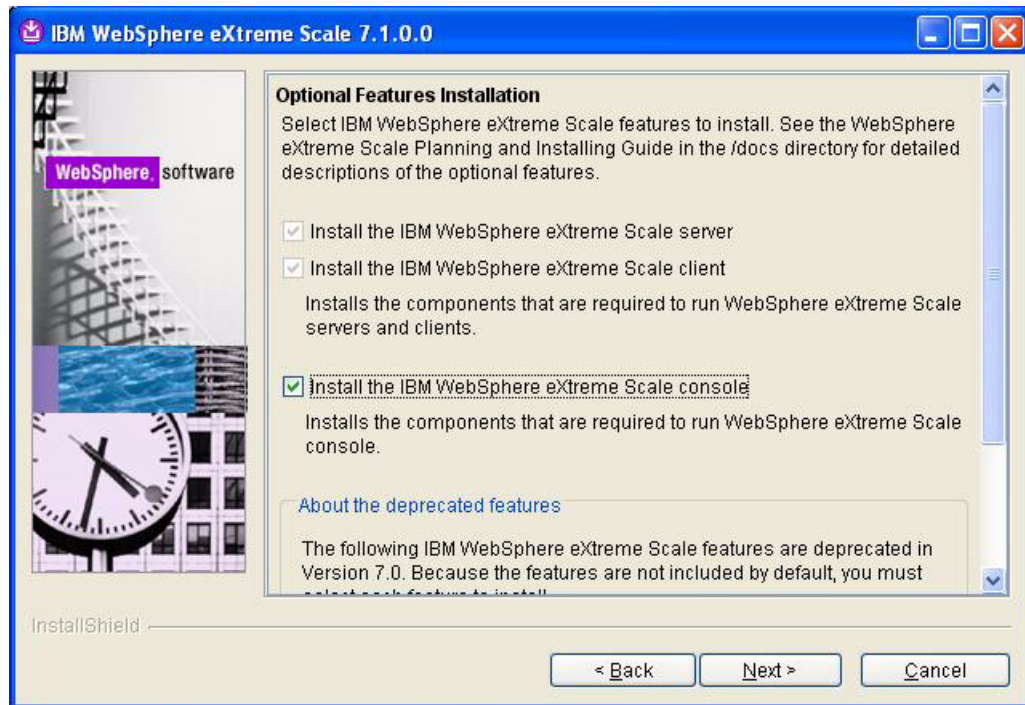 IBM WebSphere eXtreme Scale 7.1.0.0
WebSphere. software
Optional Features Installation
Select IBM WebSphere eXtreme Scale features to install. See the WebSphere
eXtreme Scale Planning and Installing Guide in the /docs directory for detailed
descriptions of the optional features.
Install the IBM WebSphere eXtreme Scale server
Install the IBM WebSphere eXtreme Scale client
Installs the components that are required to run WebSphere eXtreme Scale
servers and clients.
Install the IBM WebSphere eXtreme Scale console
Installs the components that are required to run WebSphere eXtreme Scale
console.
About the deprecated features
The following IBM WebSphere eXtreme Scale features are deprecated in
Version 7.0. Because the features are not included by default, you must
select each feature to install.
InstallShield
< Back
Next >
Cancel